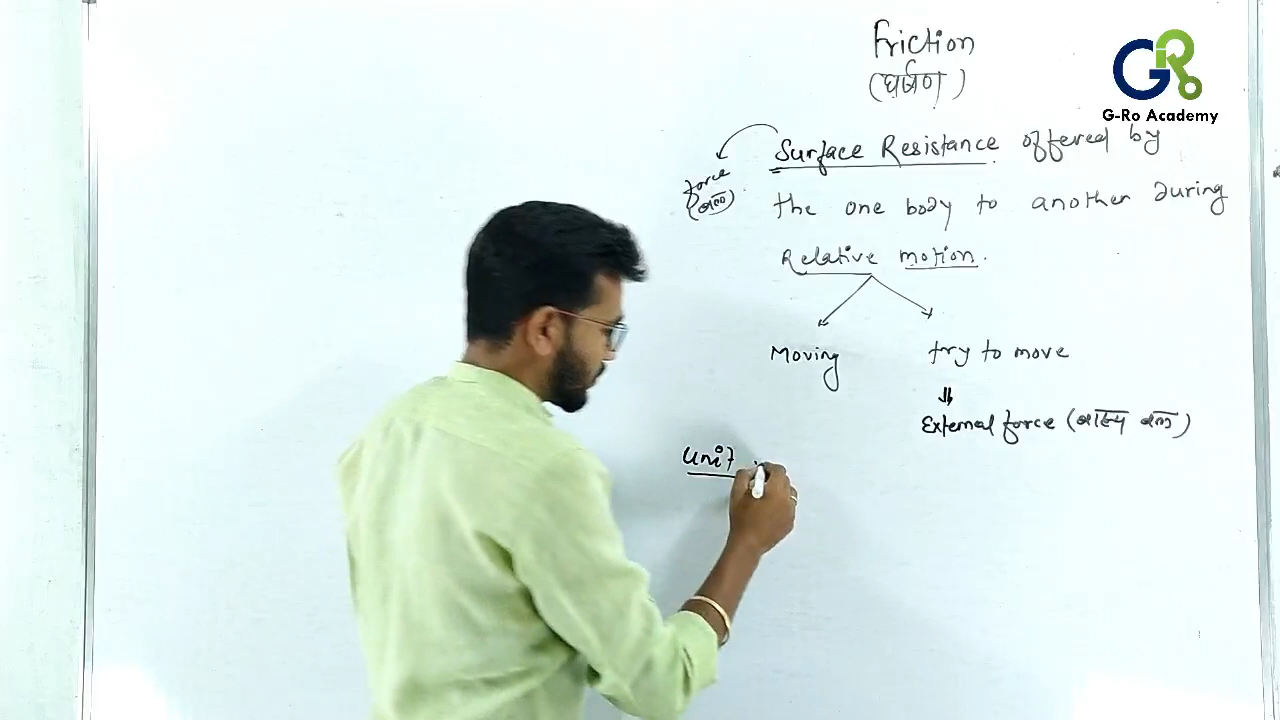 Friction
(घर्षण)
GR
G-Ro Academy
Surface Resistance offered by
force
(बल)
the one body to another During
Relative motion.
Moving
try to move
External force (बाह्य बल)
Unit